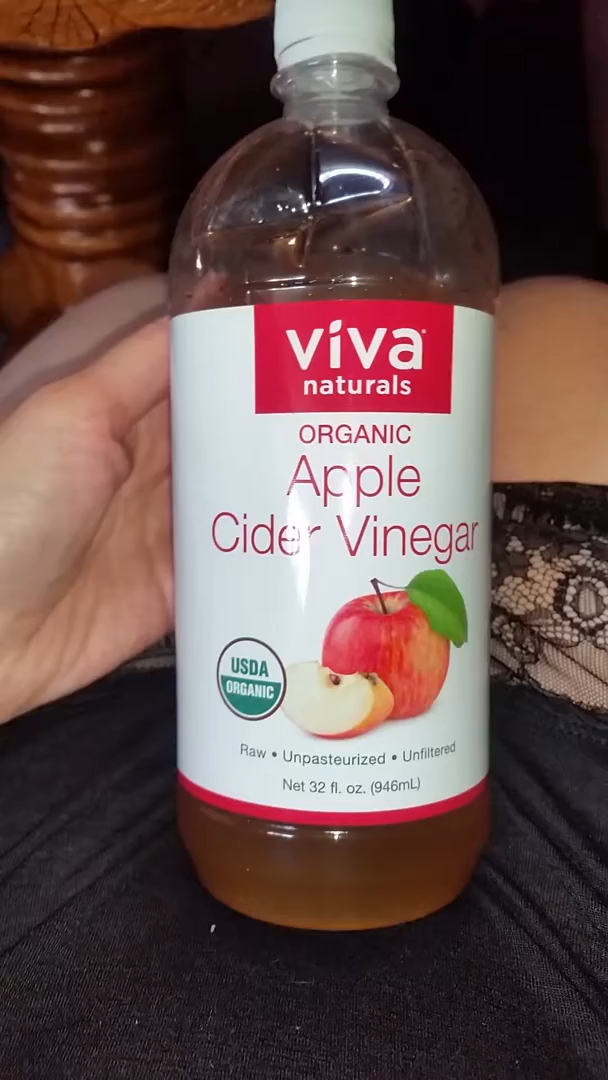 viva
naturals
ORGANIC
Apple
Cider Vinegar
USDA
ORGANIC
Raw • Unpasteurized • Unfiltered
Net 32 fl. oz. (946mL)